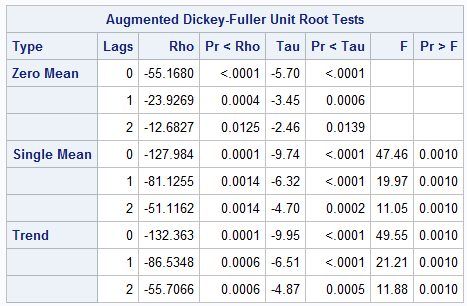 Augmented Dickey-Fuller Unit Root Tests
Type Lags Rho Pr < Rho Tau Pr < Tau F Pr > F
Zero Mean 0 -55.1680 <.0001 -5.70 <.0001
1 -23.9269 0.0004 -3.45 0.0006
2 -12.6827 0.0125 -2.46 0.0139
Single Mean 0 -127.984 0.0001 -9.74 <.0001 47.46 0.0010
1 -81.1255 0.0014 -6.32 <.0001 19.97 0.0010
2 -51.1162 0.0014 -4.70 0.0002 11.05 0.0010
Trend 0 -132.363 0.0001 -9.95 <.0001 49.55 0.0010
1 -86.5348 0.0006 -6.51 <.0001 21.21 0.0010
2 -55.7066 0.0006 -4.87 0.0005 11.88 0.0010